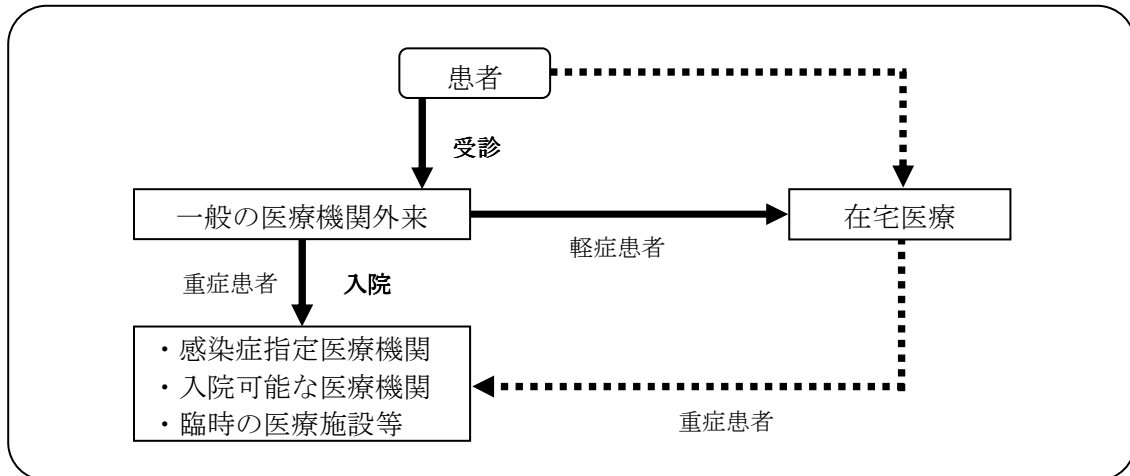 患者
受診
一般の医療機関外来
在宅医療
軽症患者
重症患者
入院
・感染症指定医療機関
・入院可能な医療機関
・臨時の医療施設等
重症患者